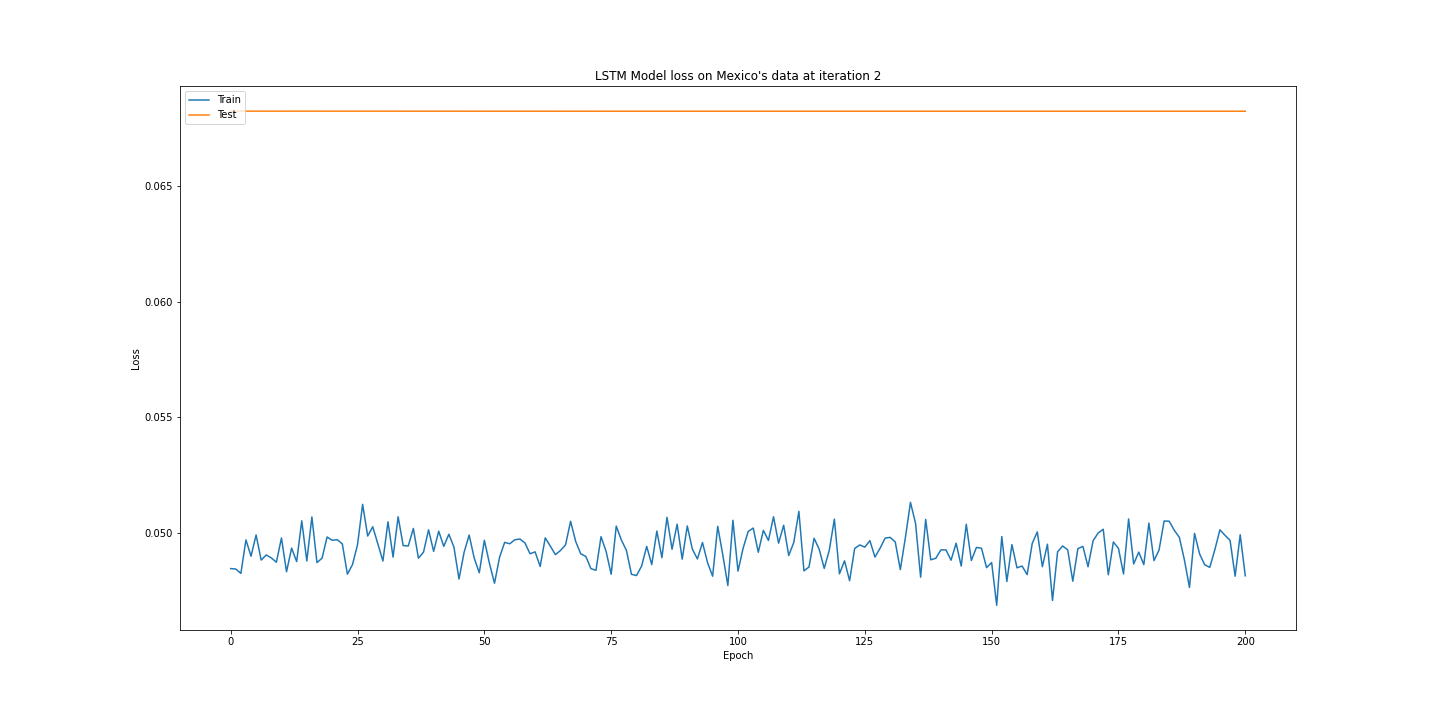 LSTM Model loss on Mexico's data at iteration 2
Train
Test
0.065
0.060
0.055
0.050
Loss
0 25 50 75 100 125 150 175 200
Epoch